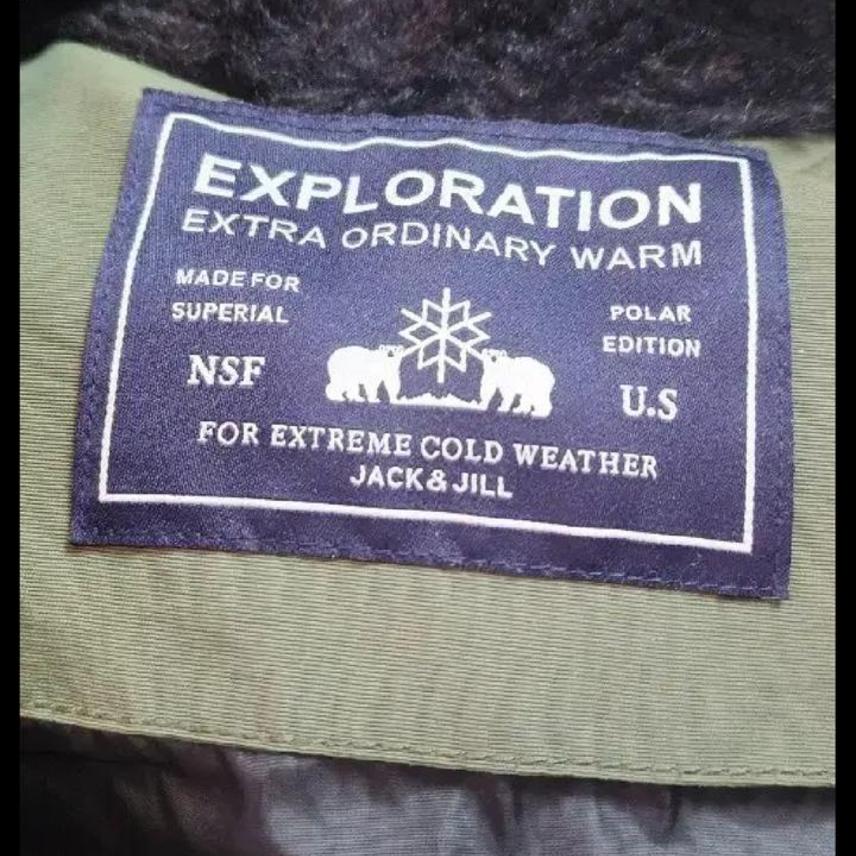 EXPLORATION
EXTRA ORDINARY WARM
MADE FOR
SUPERIAL
NSF
POLAR
EDITION
U.S
FOR EXTREME COLD WEATHER
JACK & JILL